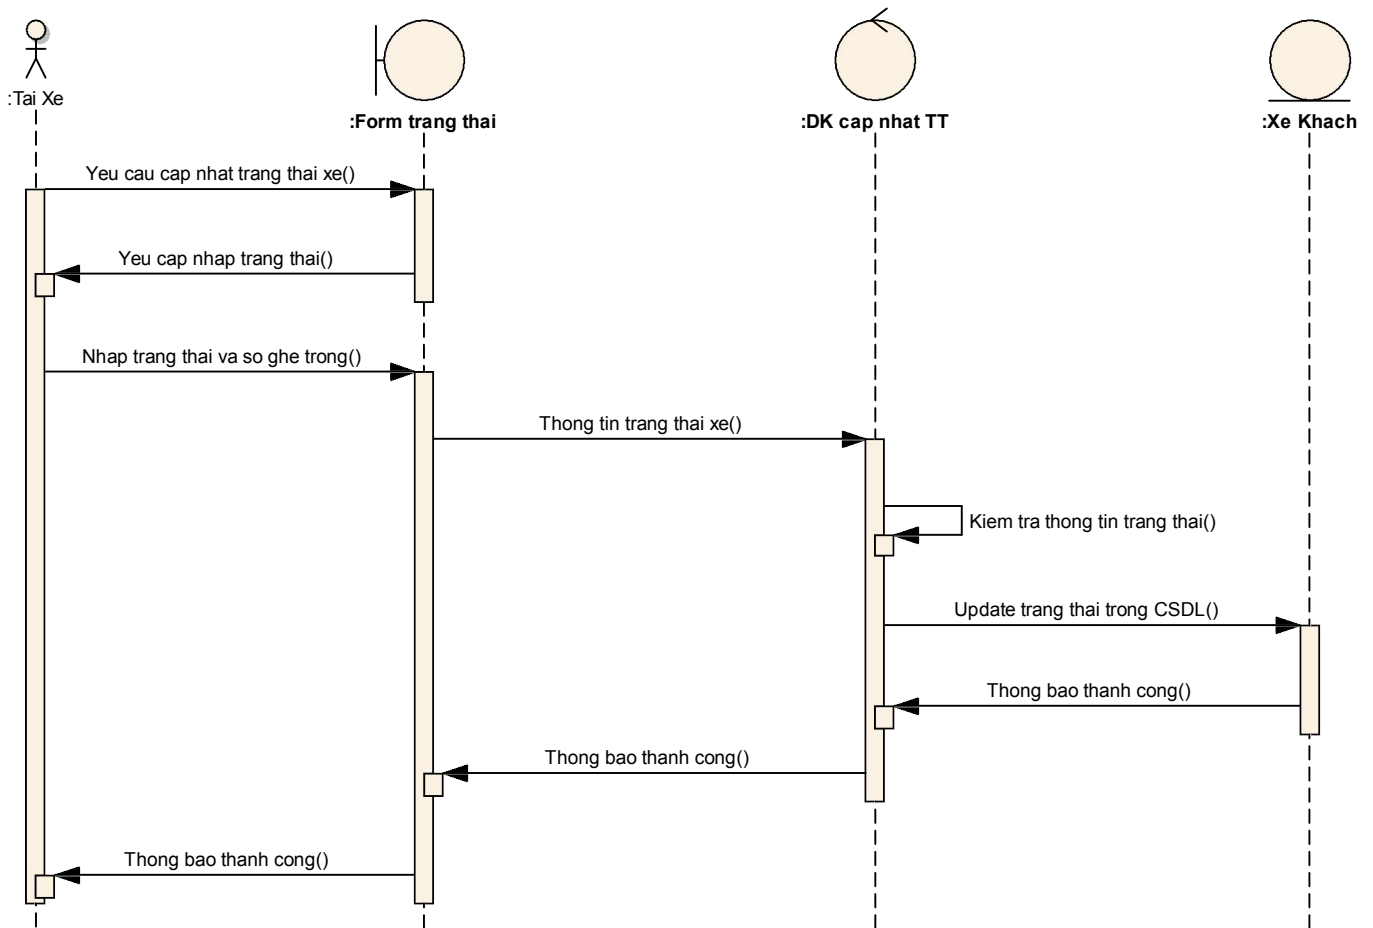 :Tai Xe
:Form trang thai
:DK cap nhat TT
:Xe Khach
Yeu cau cap nhat trang thai xe()
Yeu cap nhap trang thai()
Nhap trang thai va so ghe trong()
Thong tin trang thai xe()
Kiem tra thong tin trang thai()
Update trang thai trong CSDL()
Thong bao thanh cong()
Thong bao thanh cong()
Thong bao thanh cong()